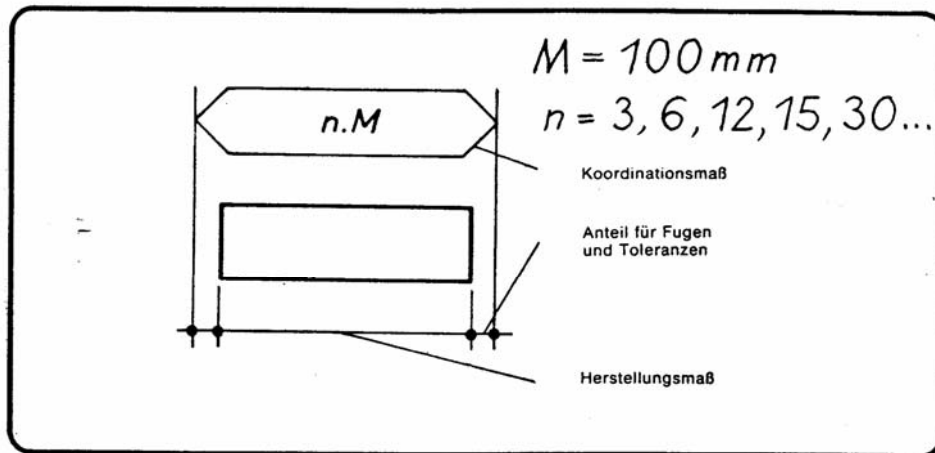 M = 100 mm
n = 3, 6, 12, 15, 30...
n.M
Koordinationsmaß
Anteil für Fugen
und Toleranzen
Herstellungsmaß